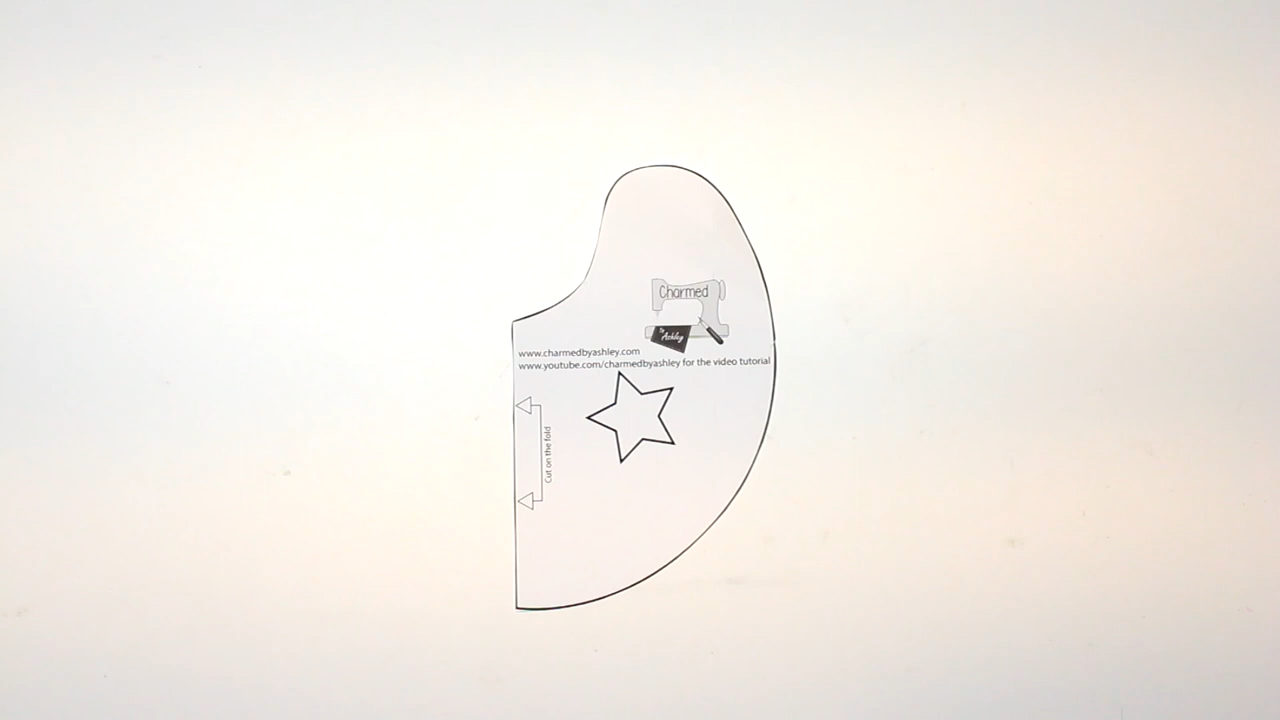 Charmed
by
Ashley
www.charmedbyashley.com
www.youtube.com/charmedbyashley for the video tutorial
Cut on the fold